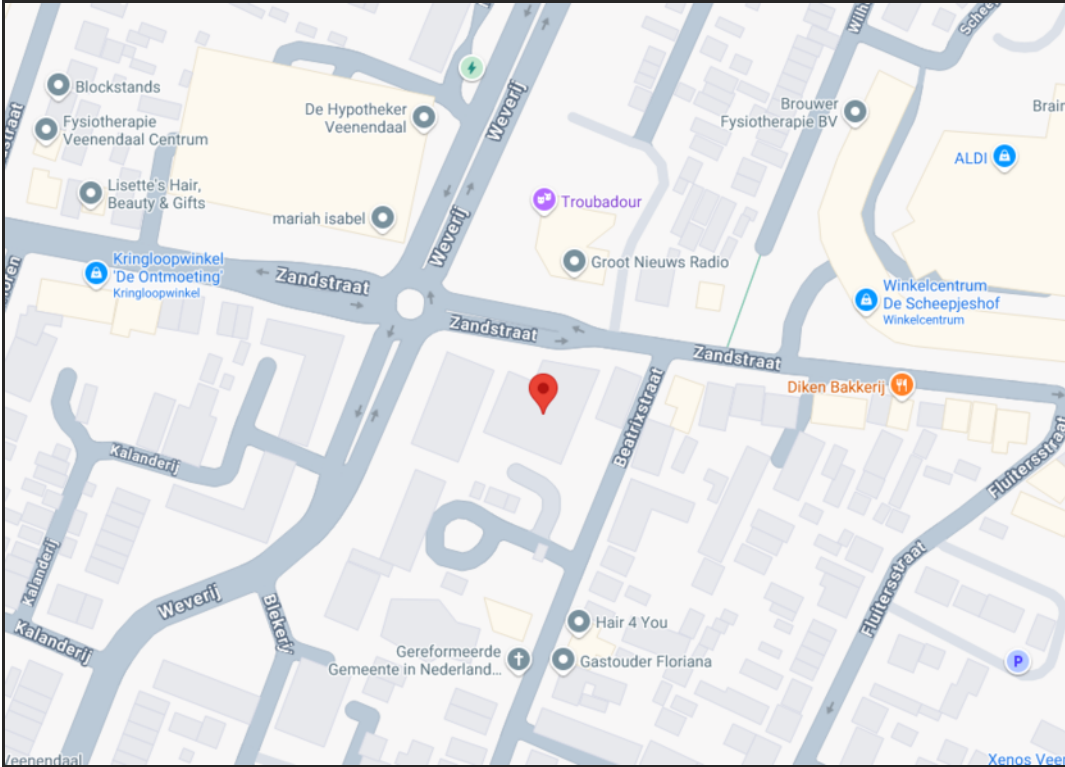 Blockstands
De Hypotheker
Veenendaal
Fysiotherapie
Veenendaal Centrum
Lisette's Hair,
Beauty & Gifts
mariah isabel
Weverij
Weverij
Troubadour
Groot Nieuws Radio
Brouwer
Fysiotherapie BV
ALDI
Kringloopwinkel
'De Ontmoeting'
Kringloopwinkel
Zandstraat
Zandstraat
Zandstraat
Winkelcentrum
De Scheepjeshof
Winkelcentrum
Diken Bakkerij
Beatrixstraat
Fluitersstraat
Fluitersstraat
Kalanderij
Kalanderij
Kalanderij
Weverij
Blekerij
Hair 4 You
Gereformeerde
Gemeente in Nederland...
Gastouder Floriana
P
Veenendaal